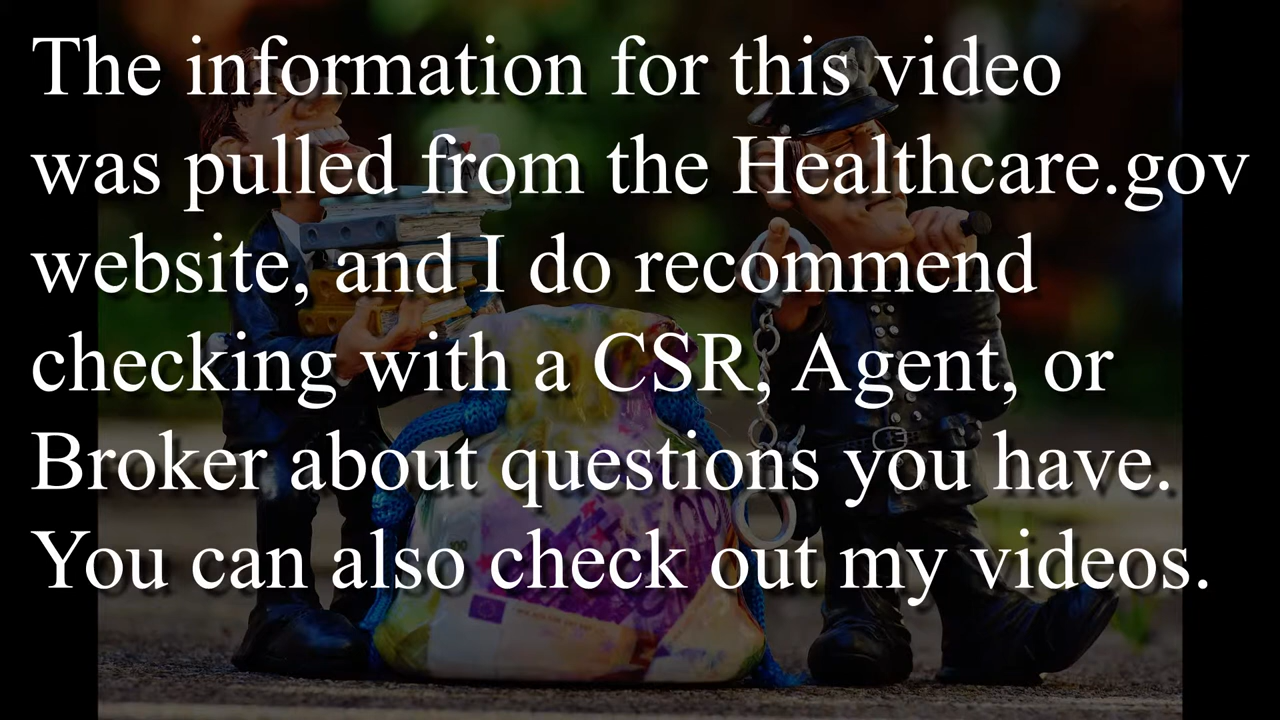 The information for this video
was pulled from the Healthcare.gov
website, and I do recommend
checking with a CSR, Agent, or
Broker about questions you have.
You can also check out my videos.